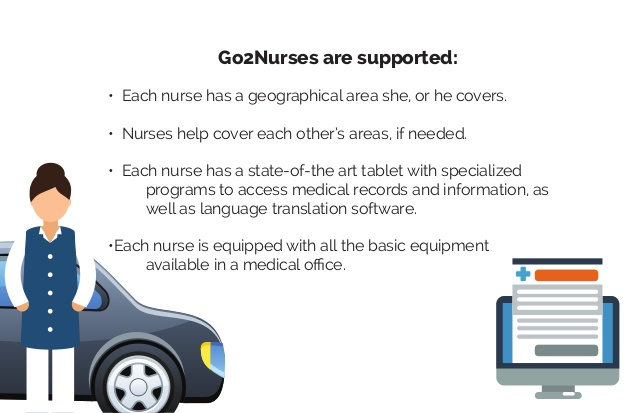 Go2Nurses are supported:
• Each nurse has a geographical area she, or he covers.
• Nurses help cover each other's areas, if needed.
• Each nurse has a state-of-the art tablet with specialized
programs to access medical records and information, as
well as language translation software.
•Each nurse is equipped with all the basic equipment
available in a medical office.